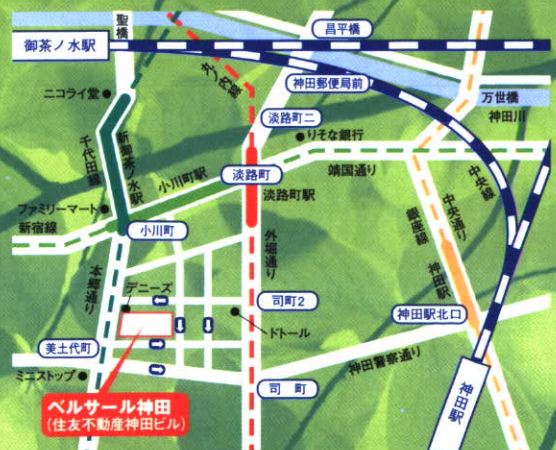 聖橋
昌平橋
御茶ノ水駅
丸ノ内線
神田郵便局前
ニコライ堂
万世橋
神田川
淡路町二
りそな銀行
新御茶ノ水駅
千代田線
小川町駅
淡路町
靖国通り
中央線
淡路町駅
ファミリーマート
新宿線
小川町
中央通り
銀座線
外堀通り
本郷通り
神田駅
デニーズ
司町2
ドトール
神田駅北口
美土代町
神田警察通り
ミニストップ
司町
神田駅
ベルサール神田
(住友不動産神田ビル)